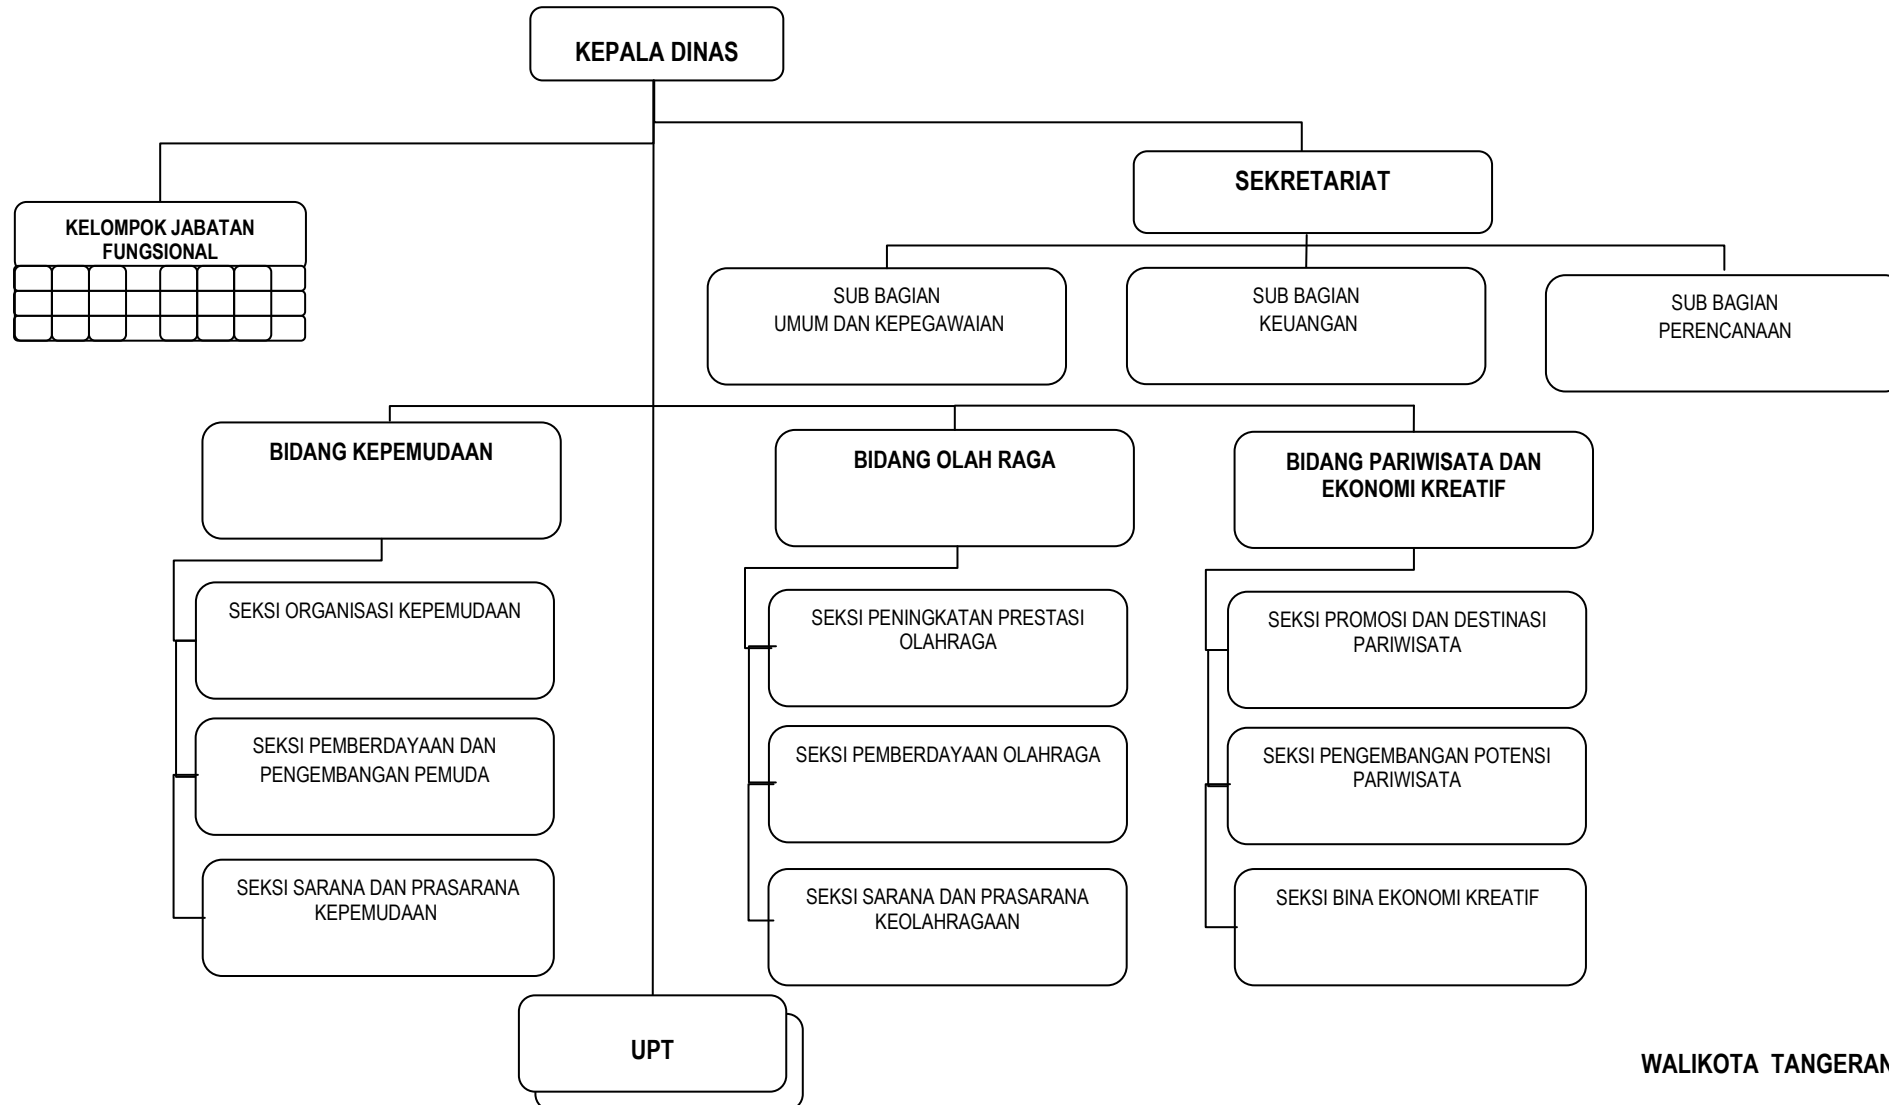 KEPALA DINAS
SEKRETARIAT
KELOMPOK JABATAN
FUNGSIONAL
SUB BAGIAN
UMUM DAN KEPEGAWAIAN
SUB BAGIAN
KEUANGAN
SUB BAGIAN
PERENCANAAN
BIDANG KEPEMUDAAN
BIDANG OLAH RAGA
BIDANG PARIWISATA DAN
EKONOMI KREATIF
SEKSI ORGANISASI KEPEMUDAAN
SEKSI PEMBERDAYAAN DAN
PENGEMBANGAN PEMUDA
SEKSI SARANA DAN PRASARANA
KEPEMUDAAN
SEKSI PENINGKATAN PRESTASI
OLAHRAGA
SEKSI PEMBERDAYAAN OLAHRAGA
SEKSI SARANA DAN PRASARANA
KEOLAHRAGAAN
SEKSI PROMOSI DAN DESTINASI
PARIWISATA
SEKSI PENGEMBANGAN POTENSI
PARIWISATA
SEKSI BINA EKONOMI KREATIF
UPT
WALIKOTA TANGERAN